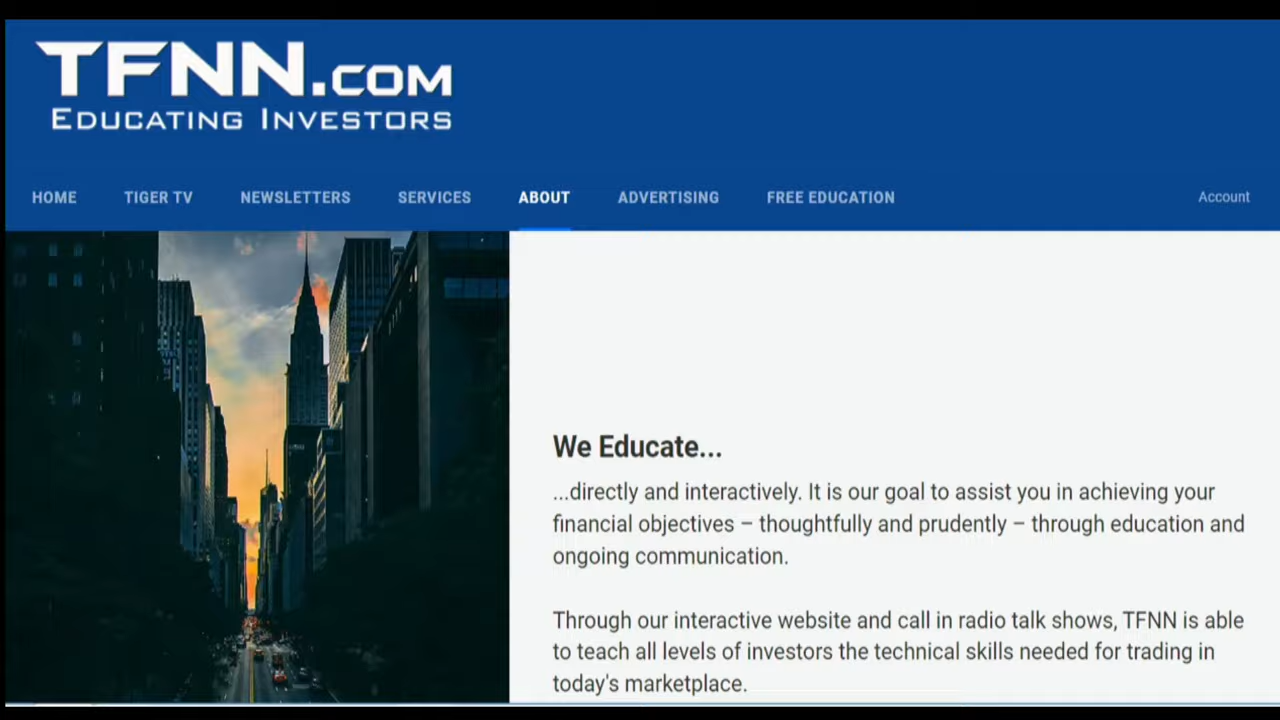 TFNN.COM
EDUCATING INVESTORS
HOME TIGER TV NEWSLETTERS SERVICES ABOUT ADVERTISING FREE EDUCATION Account
We Educate...
...directly and interactively. It is our goal to assist you in achieving your
financial objectives – thoughtfully and prudently – through education and
ongoing communication.
Through our interactive website and call in radio talk shows, TFNN is able
to teach all levels of investors the technical skills needed for trading in
today's marketplace.